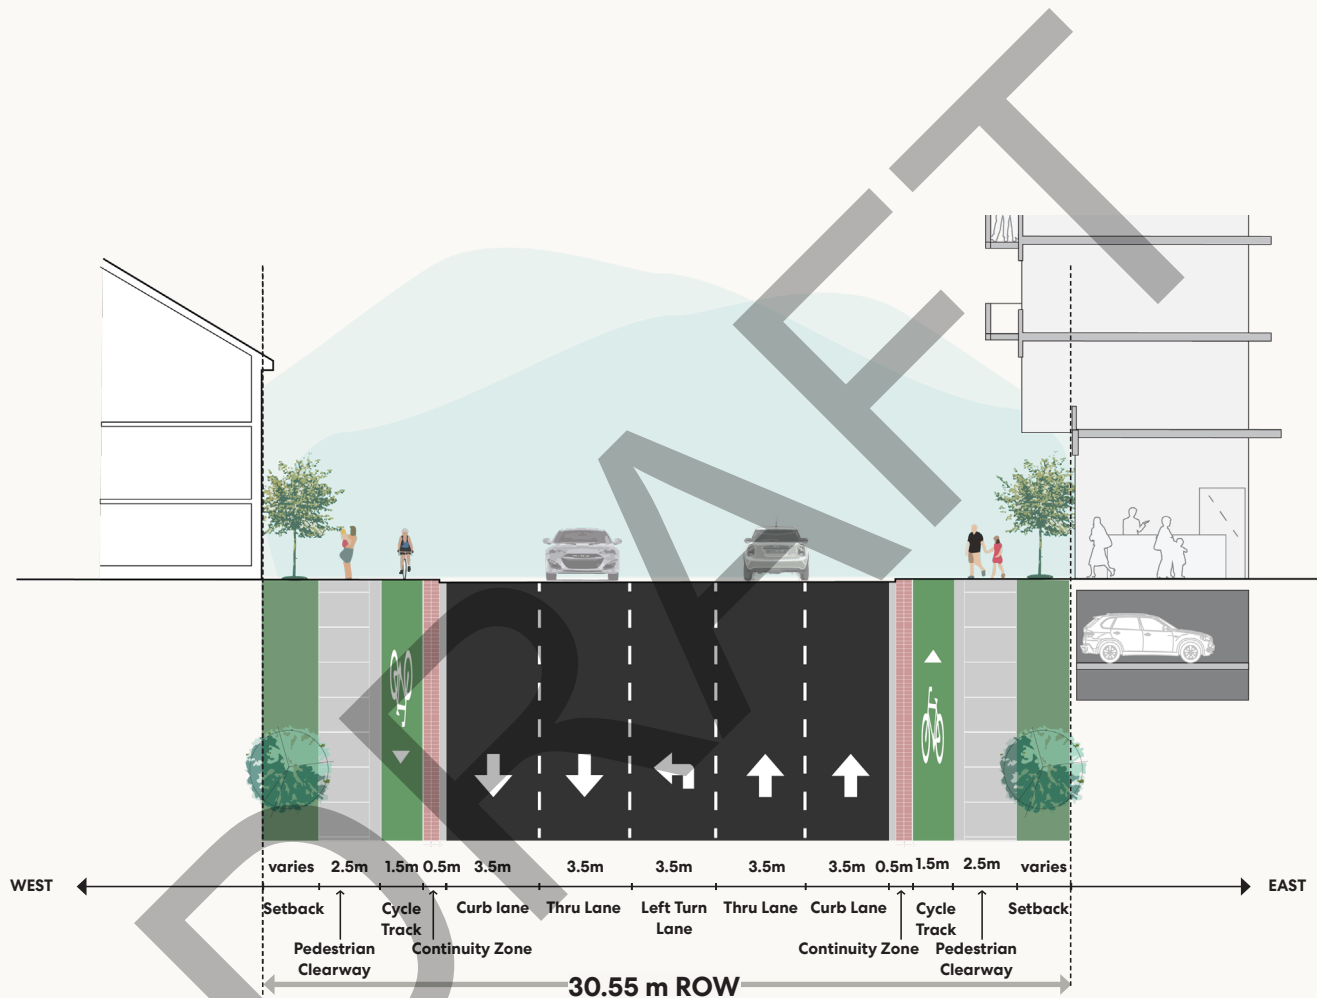 DRAFT
varies 2.5m 1.5m 0.5m 3.5m 3.5m 3.5m 3.5m 3.5m 0.5m 1.5m 2.5m varies
WEST EAST
Setback Cycle Curb lane Thru Lane Left Turn Thru Lane Curb Lane Cycle Setback
Track Lane Track
Pedestrian Continuity Zone Continuity Zone Pedestrian
Clearway Clearway
30.55 m ROW